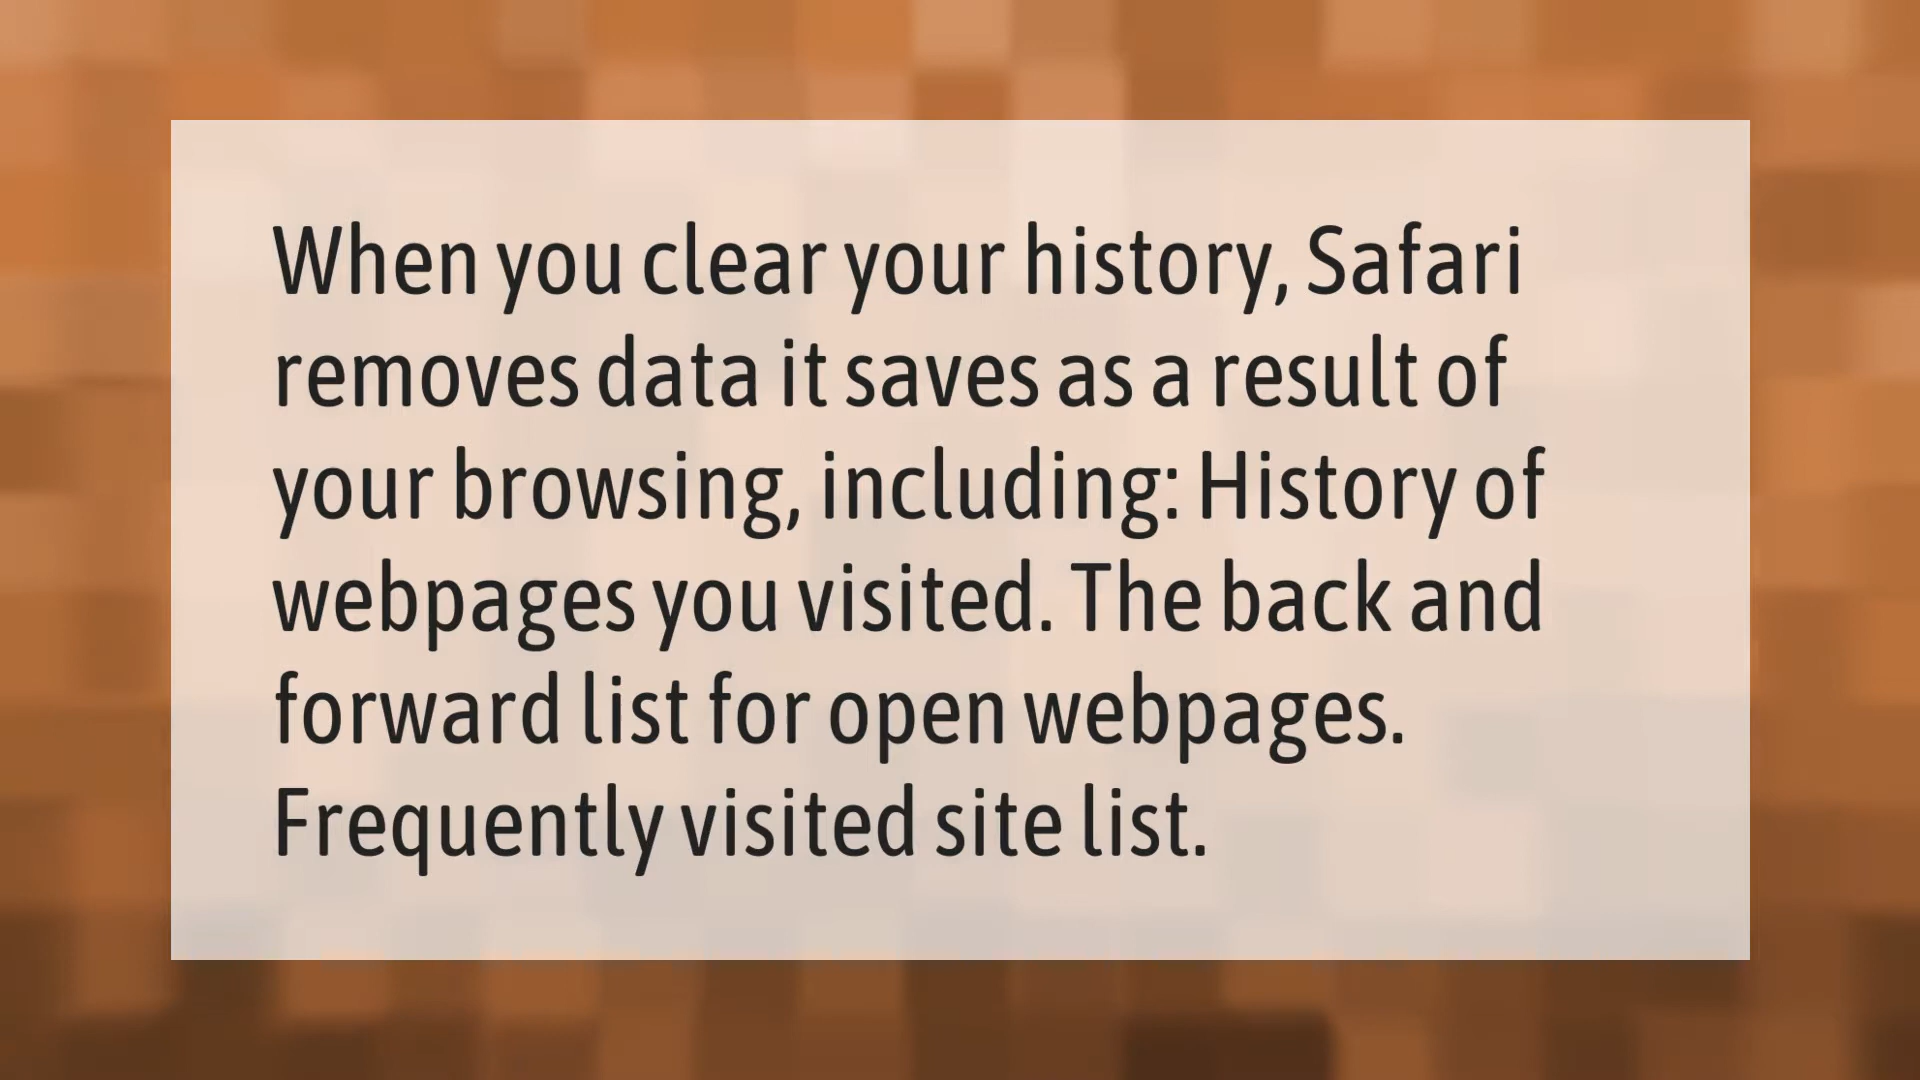 When you clear your history, Safari
removes data it saves as a result of
your browsing, including: History of
webpages you visited. The back and
forward list for open webpages.
Frequently visited site list.